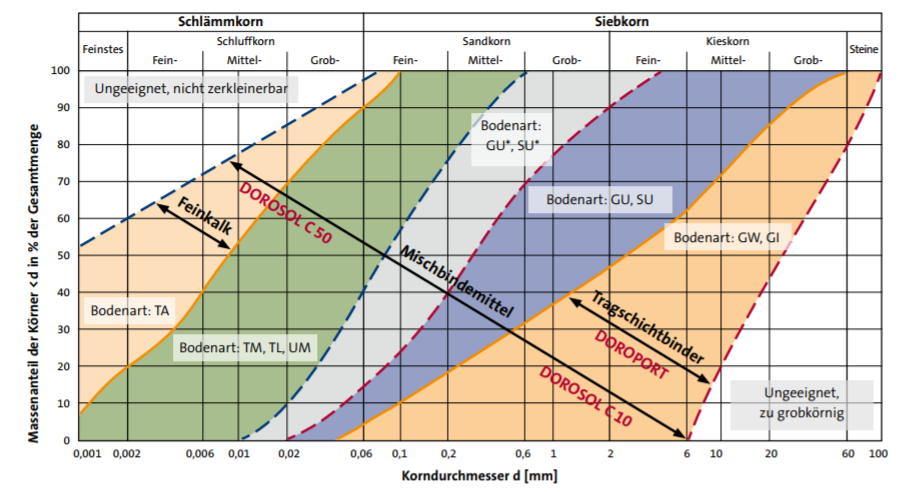 Schlämmkorn Siebkorn
Feinstes Schluffkorn Sandkorn Kieskorn Steine
Fein- Mittel- Grob- Fein- Mittel- Grob- Fein- Mittel- Grob-
Massenanteil der Körner < d in % der Gesamtmenge
100
90
80
70
60
50
40
30
20
10
0
Ungeeignet, nicht zerkleinerbar
Bodenart:
GU*, SU*
Bodenart: GU, SU
Bodenart: GW, GI
Feinkalk
DOROSOL C 50
Mischbindemittel
Bodenart: TA
Bodenart: TM, TL, UM
Tragschichtbinder
DOROPORT
DOROSOL C 10
Ungeeignet,
zu grobkörnig
0,001 0,002 0,006 0,01 0,02 0,06 0,1 0,2 0,6 1 2 6 10 20 60 100
Korndurchmesser d [mm]